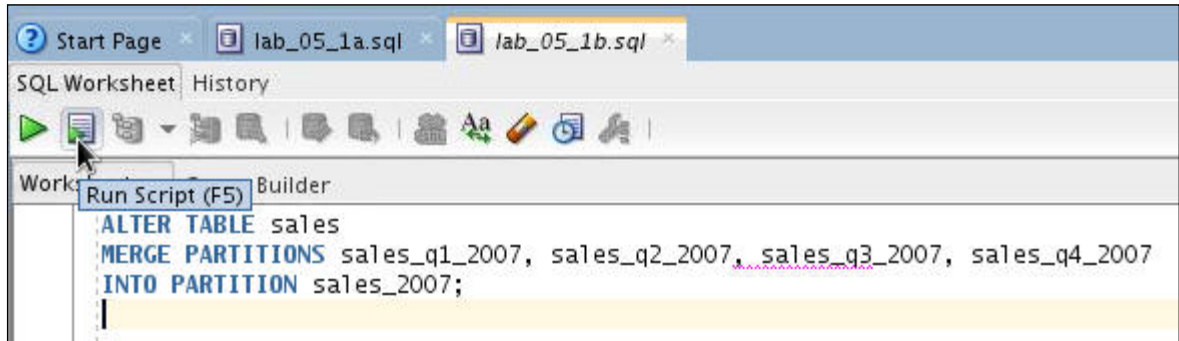 Start Page lab_05_1a.sql lab_05_1b.sql
SQL Worksheet History
Aa
Run Script (F5) Builder
ALTER TABLE sales
MERGE PARTITIONS sales_q1_2007, sales_q2_2007, sales_q3_2007, sales_q4_2007
INTO PARTITION sales_2007;